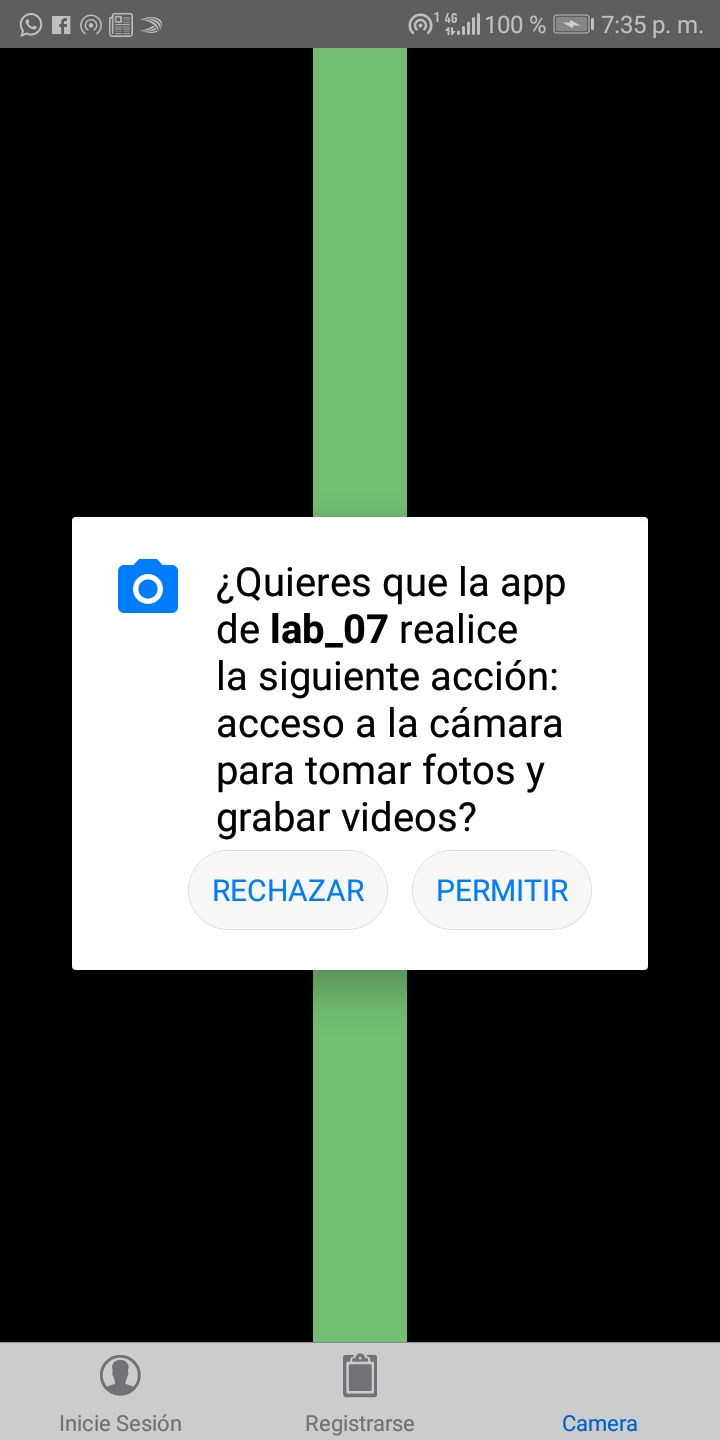 1 4G 100 % 7:35 p. m.
¿Quieres que la app
de lab_07 realice
la siguiente acción:
acceso a la cámara
para tomar fotos y
grabar videos?
RECHAZAR PERMITIR
Inicie Sesión Registrarse Camera